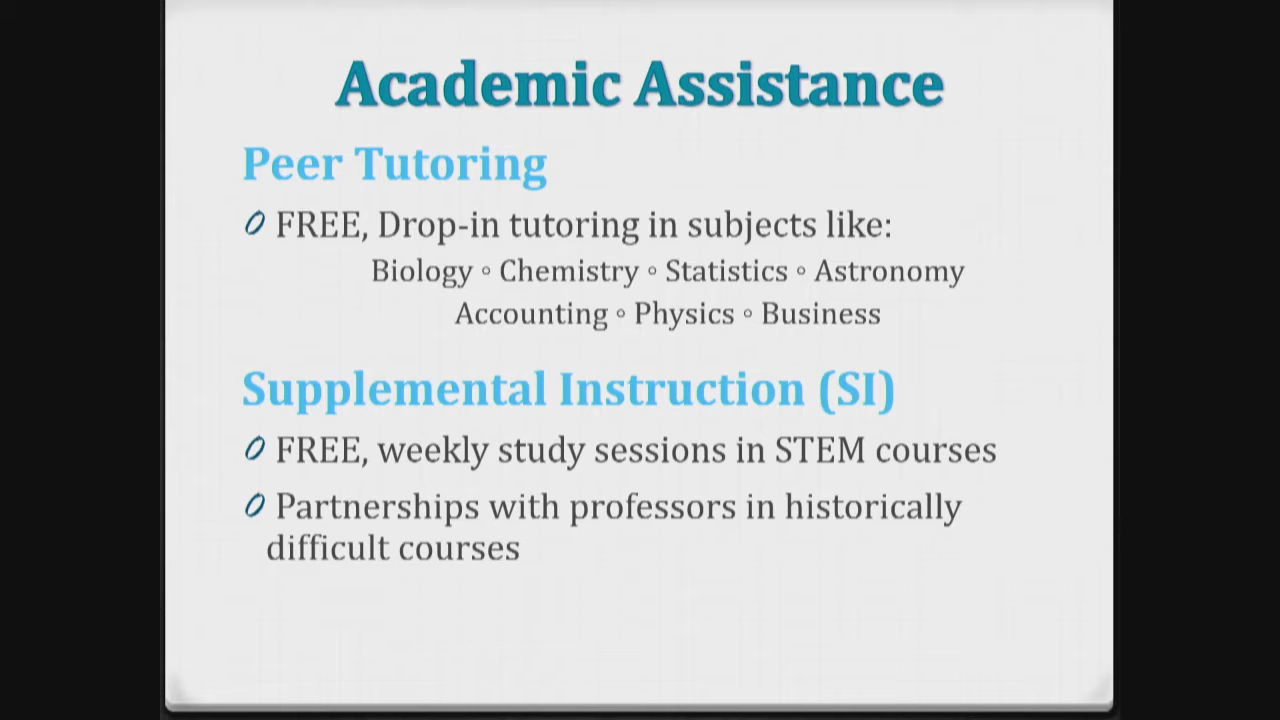 Academic Assistance
Peer Tutoring
FREE, Drop-in tutoring in subjects like:
Biology ◦ Chemistry ◦ Statistics ◦ Astronomy
Accounting ◦ Physics ◦ Business
Supplemental Instruction (SI)
FREE, weekly study sessions in STEM courses
Partnerships with professors in historically
difficult courses